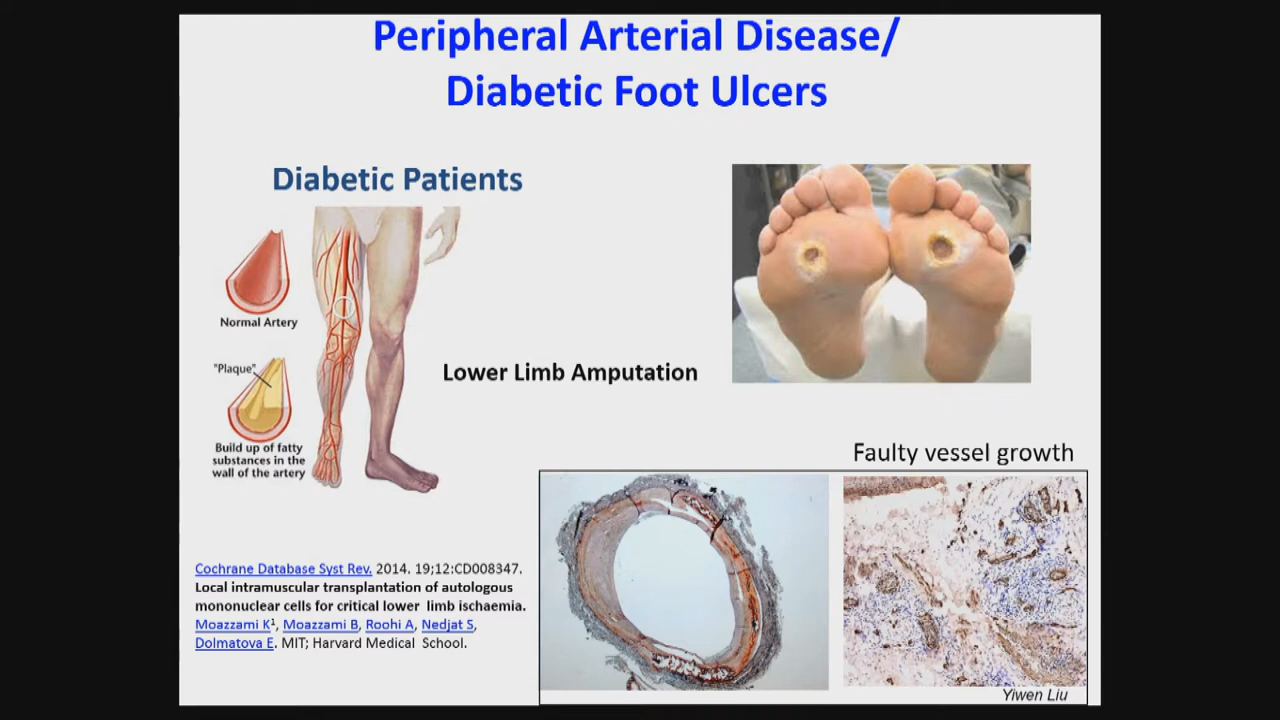 Peripheral Arterial Disease/
Diabetic Foot Ulcers
Diabetic Patients
Normal Artery
"Plaque"
Build up of fatty
substances in the
wall of the artery
Lower Limb Amputation
Faulty vessel growth
Cochrane Database Syst Rev. 2014. 19;12:CD008347.
Local intramuscular transplantation of autologous
mononuclear cells for critical lower limb ischaemia.
Moazzami K¹, Moazzami B, Roohi A, Nedjat S,
Dolmatova E. MIT; Harvard Medical School.
Yiwen Liu